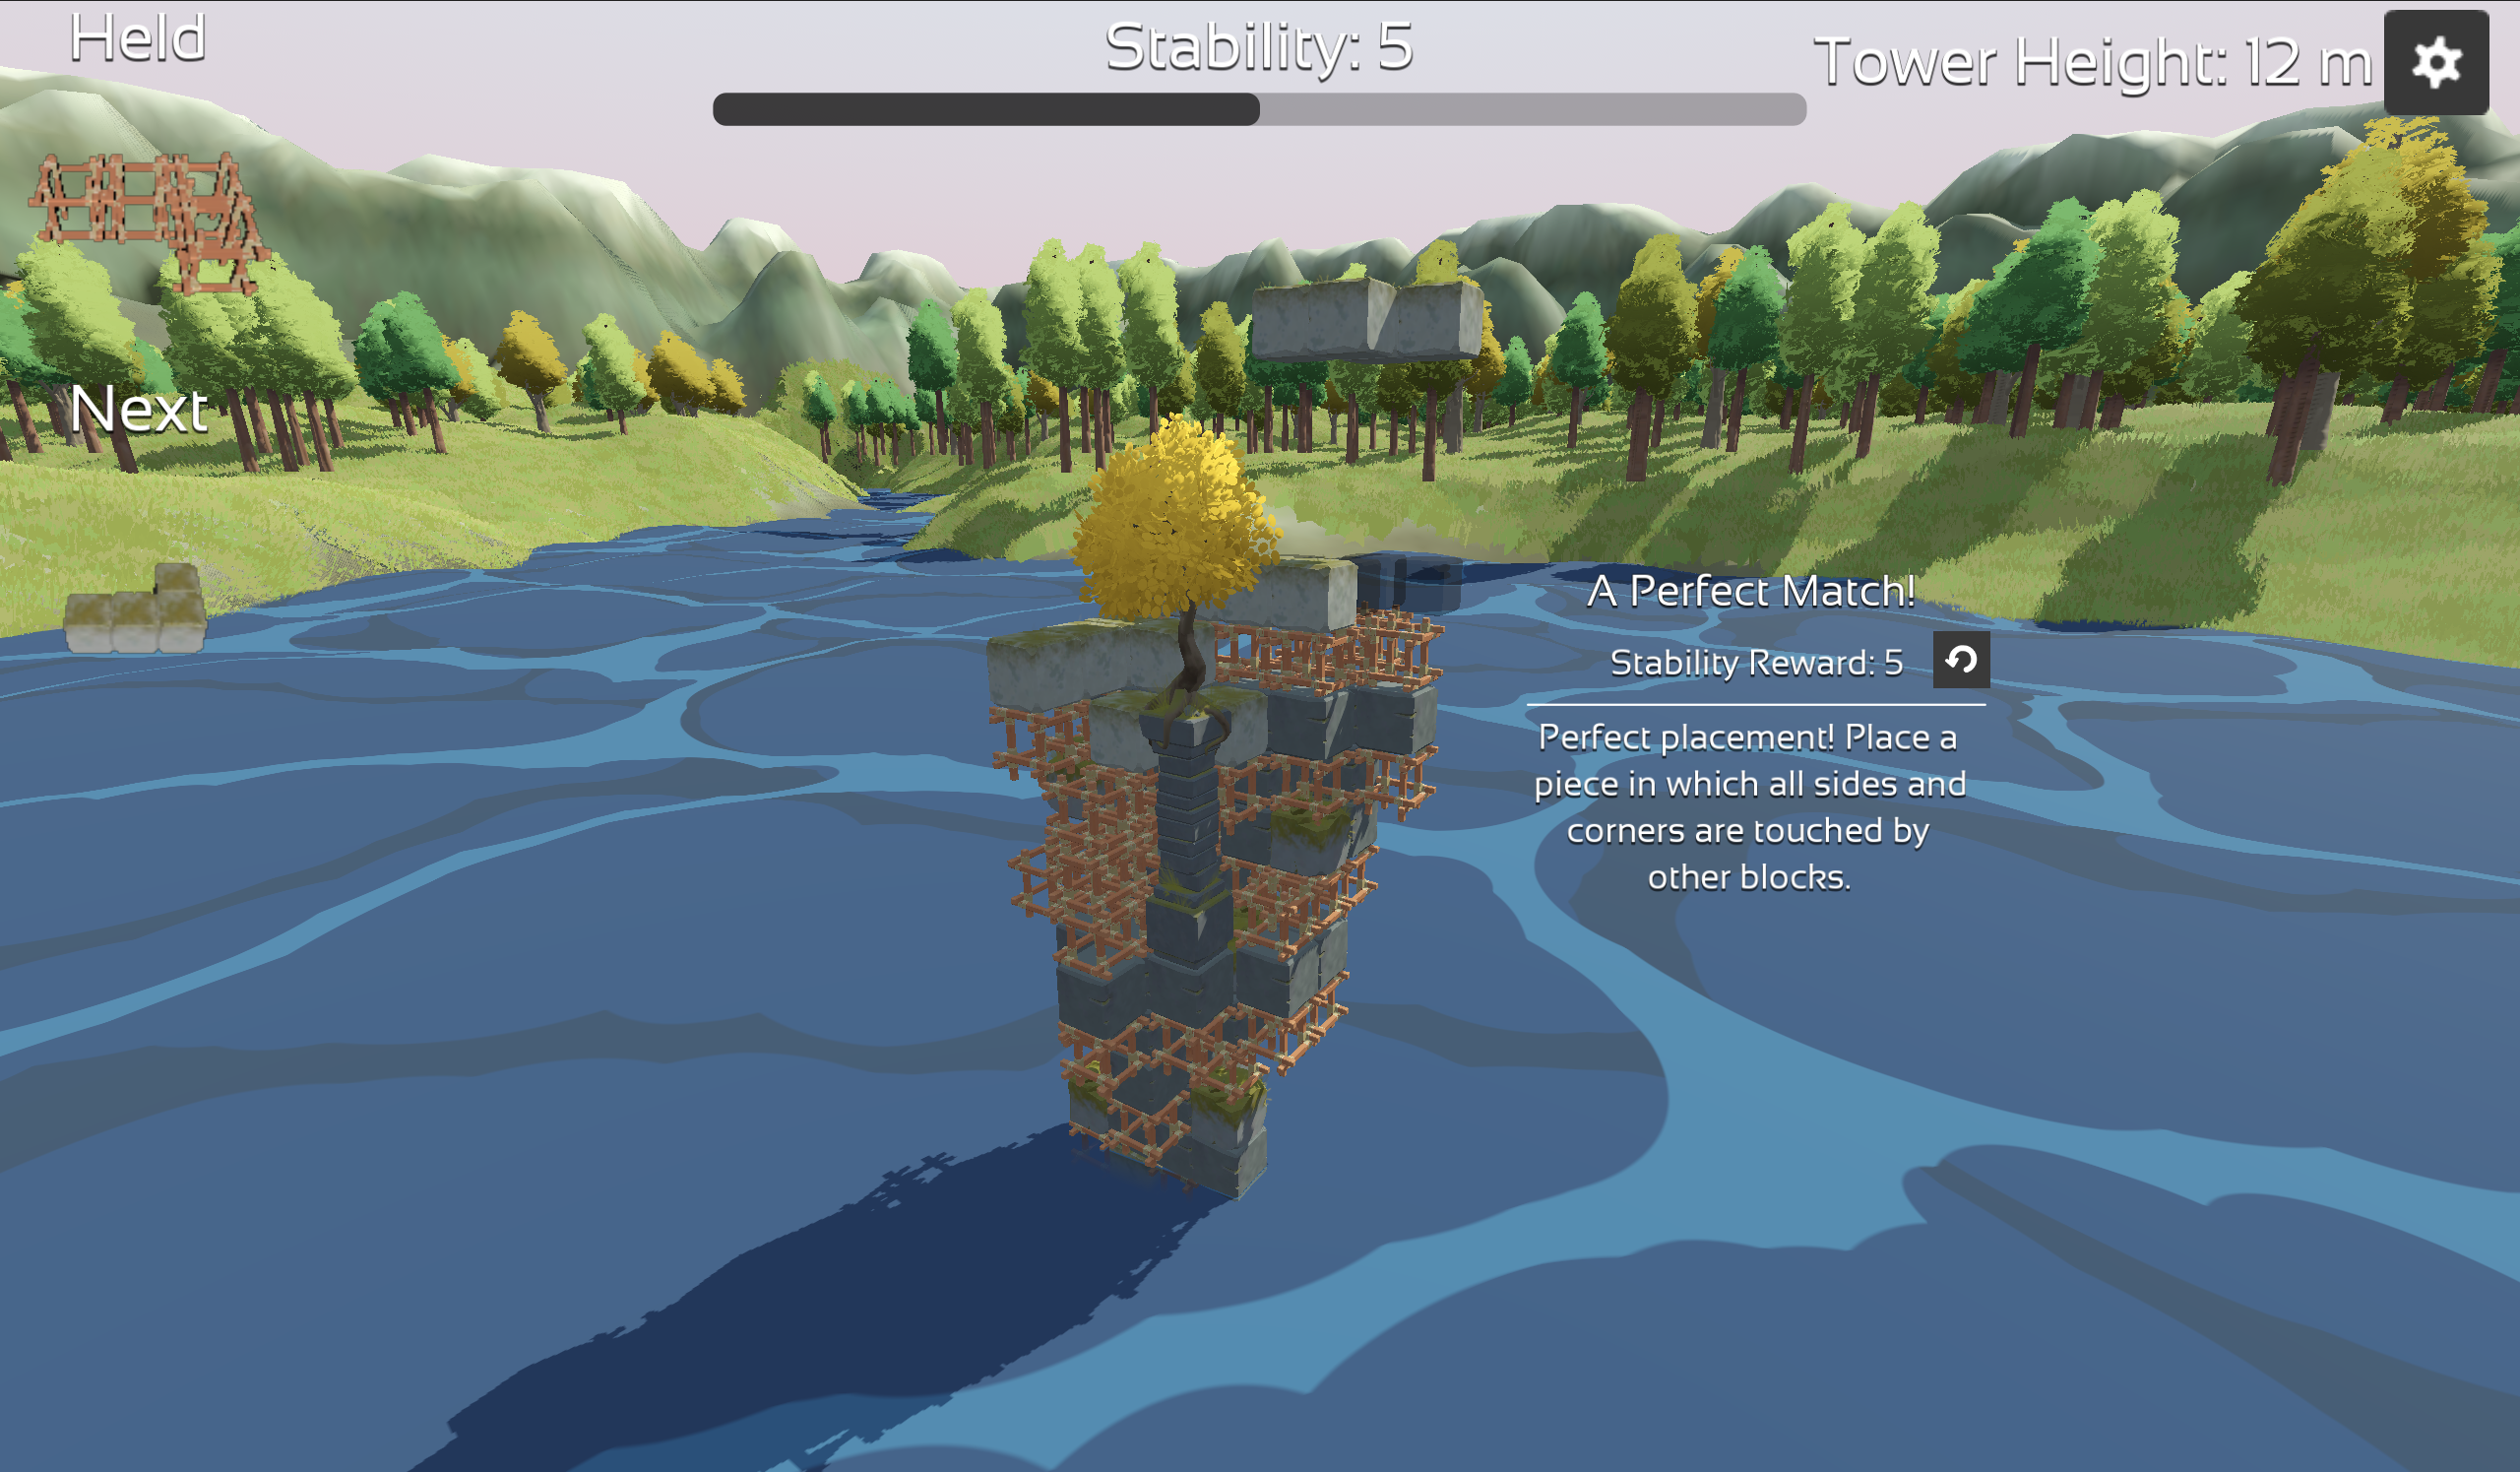 Held
Stability: 5
Tower Height: 12 m
Next
A Perfect Match!
Stability Reward: 5
Perfect placement! Place a
piece in which all sides and
corners are touched by
other blocks.